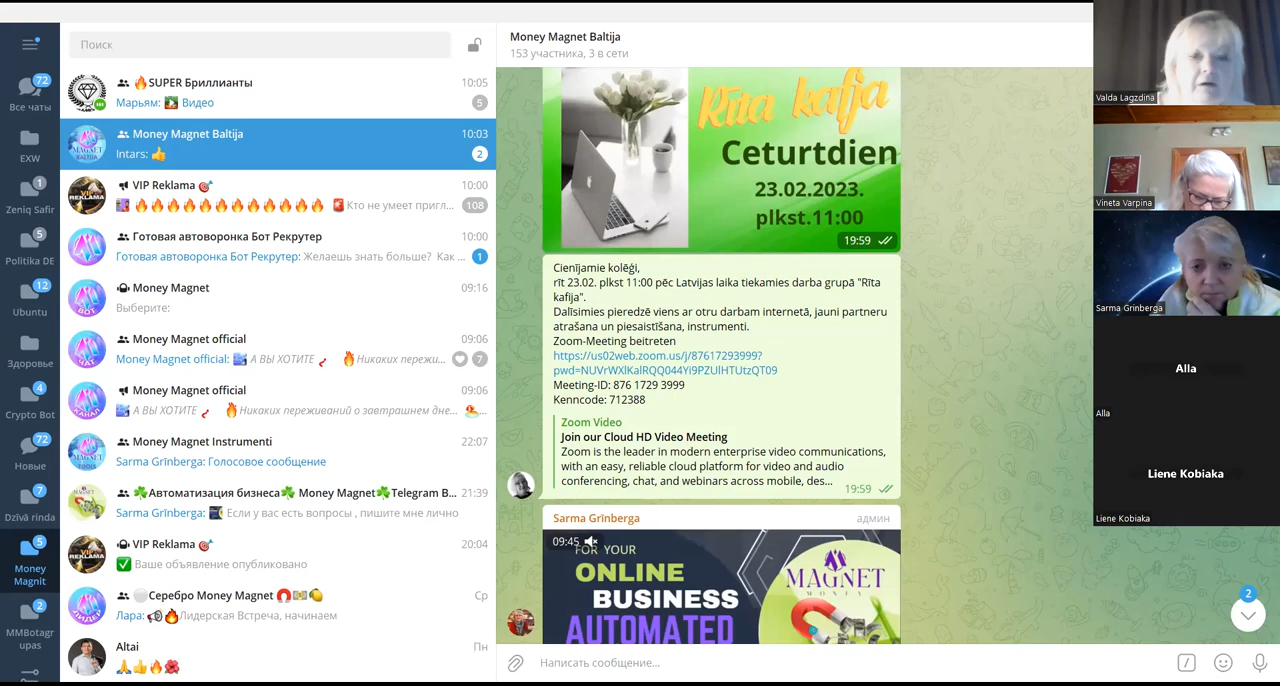 72
Все чаты
EXW
1
Zeniq Safir
5
Politika DE
12
Ubuntu
Здоровье
4
Crypto Bot
72
Новые
7
Dzīvā rinda
5
Money
Magnit
2
MMBotagr
upas
Поиск
🔥SUPER Бриллианты 10:05
Марьям: Видео 5
Money Magnet Baltija 10:03
Intars: 👍 2
VIP Reklama 🎯 10:00
🔥🔥🔥🔥🔥🔥🔥🔥🔥🔥🔥🔥 🚨Кто не умеет пригл... 108
Готовая автоворонка Бот Рекрутер 10:00
Готовая автоворонка Бот Рекрутер: Желаешь знать больше? Как ... 1
Money Magnet 09:16
Выберите:
Money Magnet official 09:06
Money Magnet official: А ВЫ ХОТИТЕ 🔥Никаких пережи... 7
Money Magnet official 09:06
А ВЫ ХОТИТЕ 🔥Никаких переживаний о завтрашнем дне...
Money Magnet Instrumenti 22:07
Sarma Grīnberga: Голосовое сообщение
🍀Автоматизация бизнеса🍀 Money Magnet🍀Telegram B... 21:39
Sarma Grīnberga: Если у вас есть вопросы , пишите мне лично
VIP Reklama 🎯 20:04
✅ Ваше объявление опубликовано
⚪Серебро Money Magnet 🧲💵🍋 Ср
Лара: 📢🔥Лидерская Встреча, начинаем
Altai Пн
🙏👍🔥🌺
Money Magnet Baltija
153 участника, 3 в сети
Rīta kafja
Ceturtdien
23.02.2023.
plkst.11:00
19:59
Cienījamie kolēģi,
rīt 23.02. plkst 11:00 pēc Latvijas laika tiekamies darba grupā "Rīta
kafija".
Dalīsimies pieredzē viens ar otru darbam internetā, jauni partneru
atrašana un piesaistīšana, instrumenti.
Zoom-Meeting beitreten
https://us02web.zoom.us/j/87617293999?
pwd=NUVrWXlKalRQQ044Yi9PZUlHTUtzQT09
Meeting-ID: 876 1729 3999
Kenncode: 712388
Zoom Video
Join our Cloud HD Video Meeting
Zoom is the leader in modern enterprise video communications,
with an easy, reliable cloud platform for video and audio
conferencing, chat, and webinars across mobile, des...
19:59
Sarma Grīnberga админ
09:45
FOR YOUR
ONLINE
BUSINESS
AUTOMATED
MAGNET
MONEY
2
Написать сообщение...
Valda Lagzdina
Vineta Varpina
Sarma Grīnberga
Alla
Alla
Liene Kobiaka
Liene Kobiaka